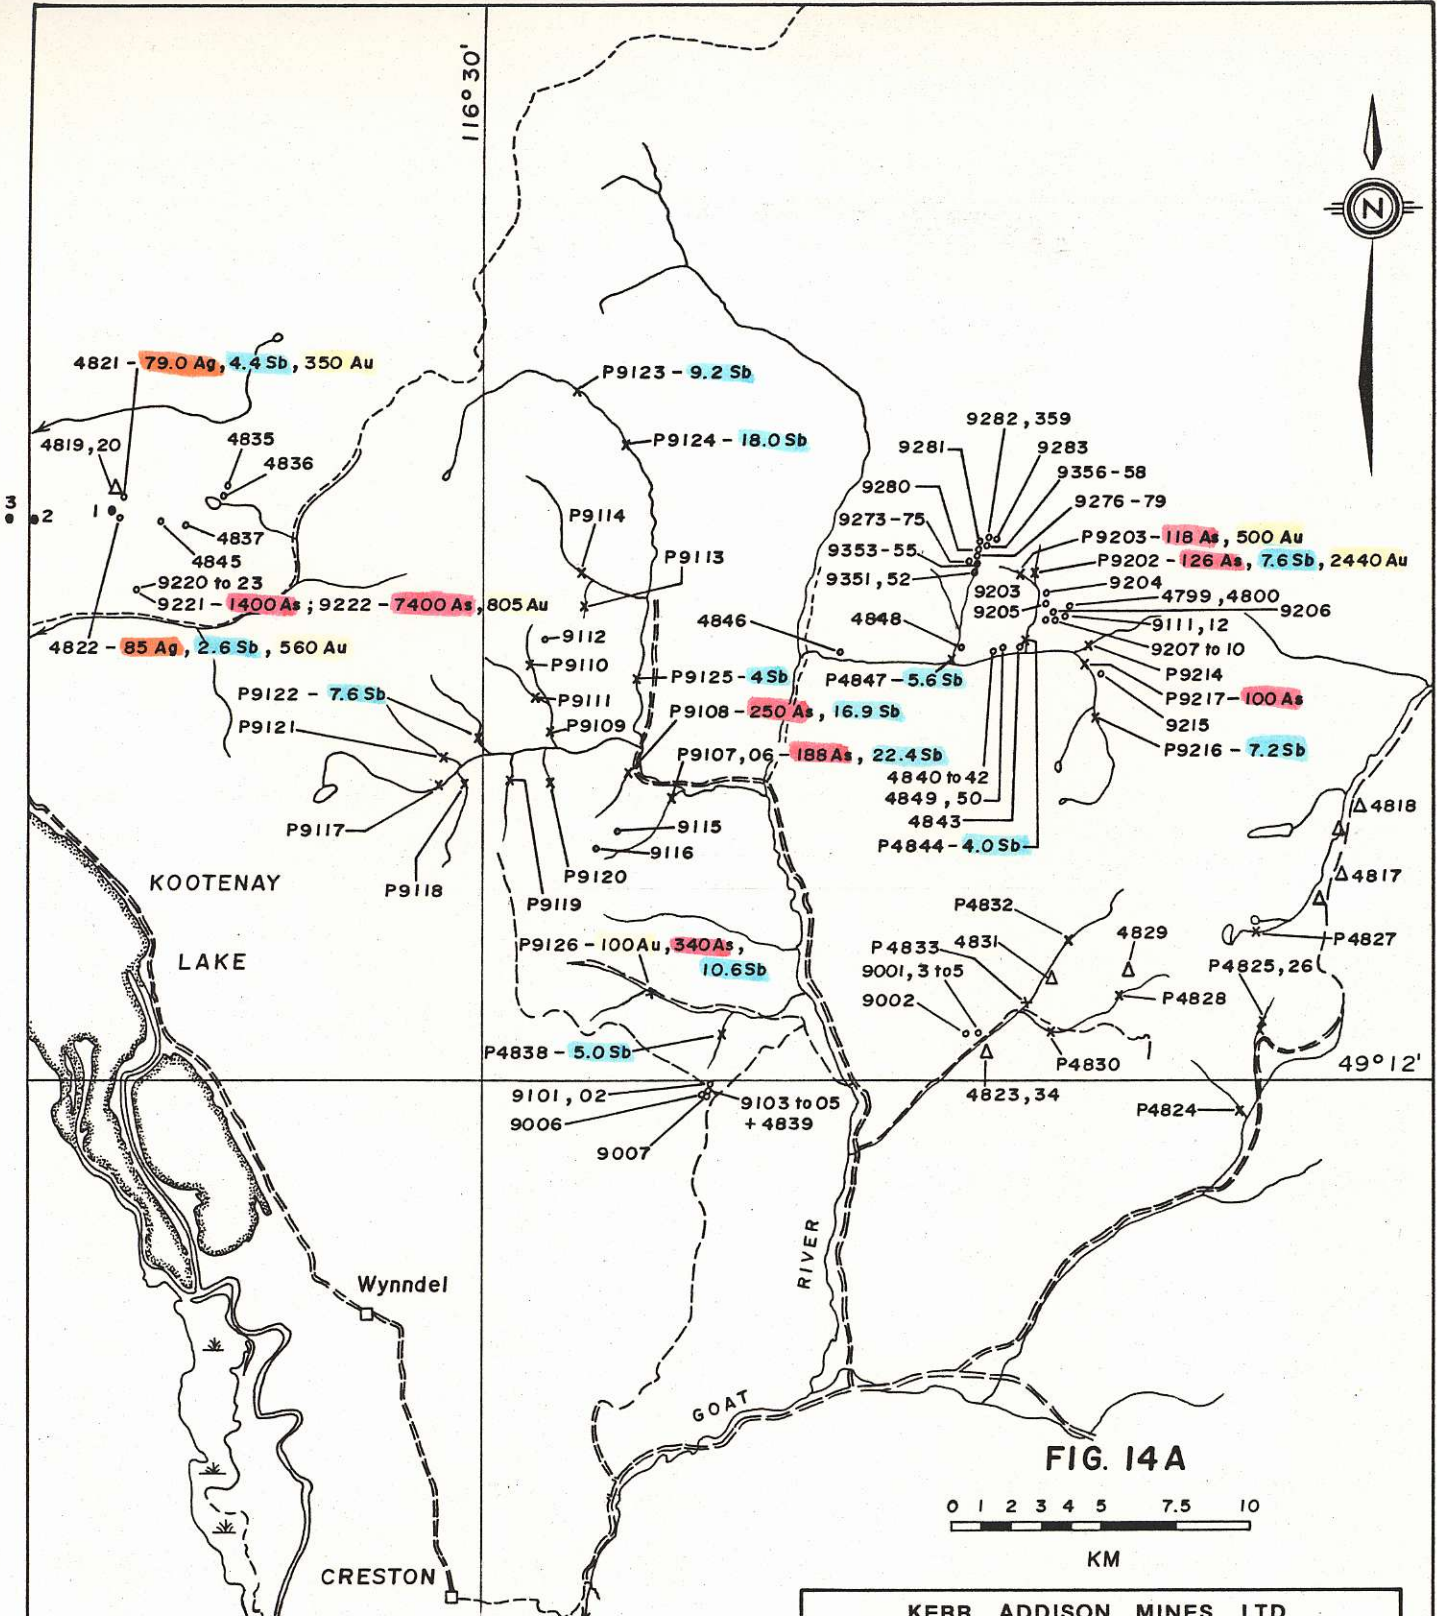 116° 30'
N
4821 - 79.0 Ag, 4.4 Sb, 350 Au
P9123 - 9.2 Sb
9282, 359
4819, 20
4835
P9124 - 18.0 Sb
9281
9283
4836
9356-58
9280
9276-79
3
2
1
P9114
9273-75
P9203 - 118 As, 500 Au
4837
4845
P9113
9353-55
P9202 - 126 As, 7.6 Sb, 2440 Au
9220 to 23
9351, 52
9203
9204
9221 - 1400 As; 9222 - 7400 As, 805 Au
9205
4799, 4800
9206
4846
4848
9111, 12
4822 - 85 Ag, 2.6 Sb, 560 Au
9112
9207 to 10
P9110
P9125 - 4 Sb
P4847 - 5.6 Sb
P9214
P9122 - 7.6 Sb
P9111
P9217 - 100 As
P9108 - 250 As, 16.9 Sb
P9121
P9109
9215
P9107, 06 - 188 As, 22.4 Sb
P9216 - 7.2 Sb
4840 to 42
4849, 50
4818
P9117
9115
4843
9116
P4844 - 4.0 Sb
KOOTENAY
P9118
P9120
4817
P9119
P4832
LAKE
P9126 - 100 Au, 340 As,
10.6 Sb
P4833
4831
4829
P4827
9001, 3 to 5
P4825, 26
9002
P4828
P4838 - 5.0 Sb
P4830
49° 12'
9101, 02
9103 to 05
+ 4839
4823, 34
P4824
9006
9007
RIVER
Wynndel
GOAT
FIG. 14A
0 1 2 3 4 5 7.5 10
KM
CRESTON
KERR ADDISON MINES LTD